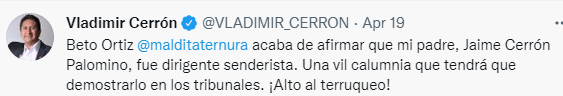 Vladimir Cerrón @VLADIMIR_CERRON · Apr 19
Beto Ortiz @malditaternura acaba de afirmar que mi padre, Jaime Cerrón
Palomino, fue dirigente senderista. Una vil calumnia que tendrá que
demostrarlo en los tribunales. ¡Alto al terruqueo!